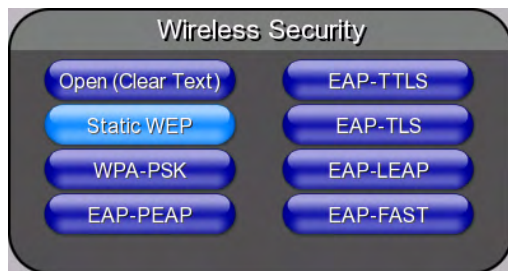 Wireless Security
Open (Clear Text)
Static WEP
WPA-PSK
EAP-PEAP
EAP-TTLS
EAP-TLS
EAP-LEAP
EAP-FAST